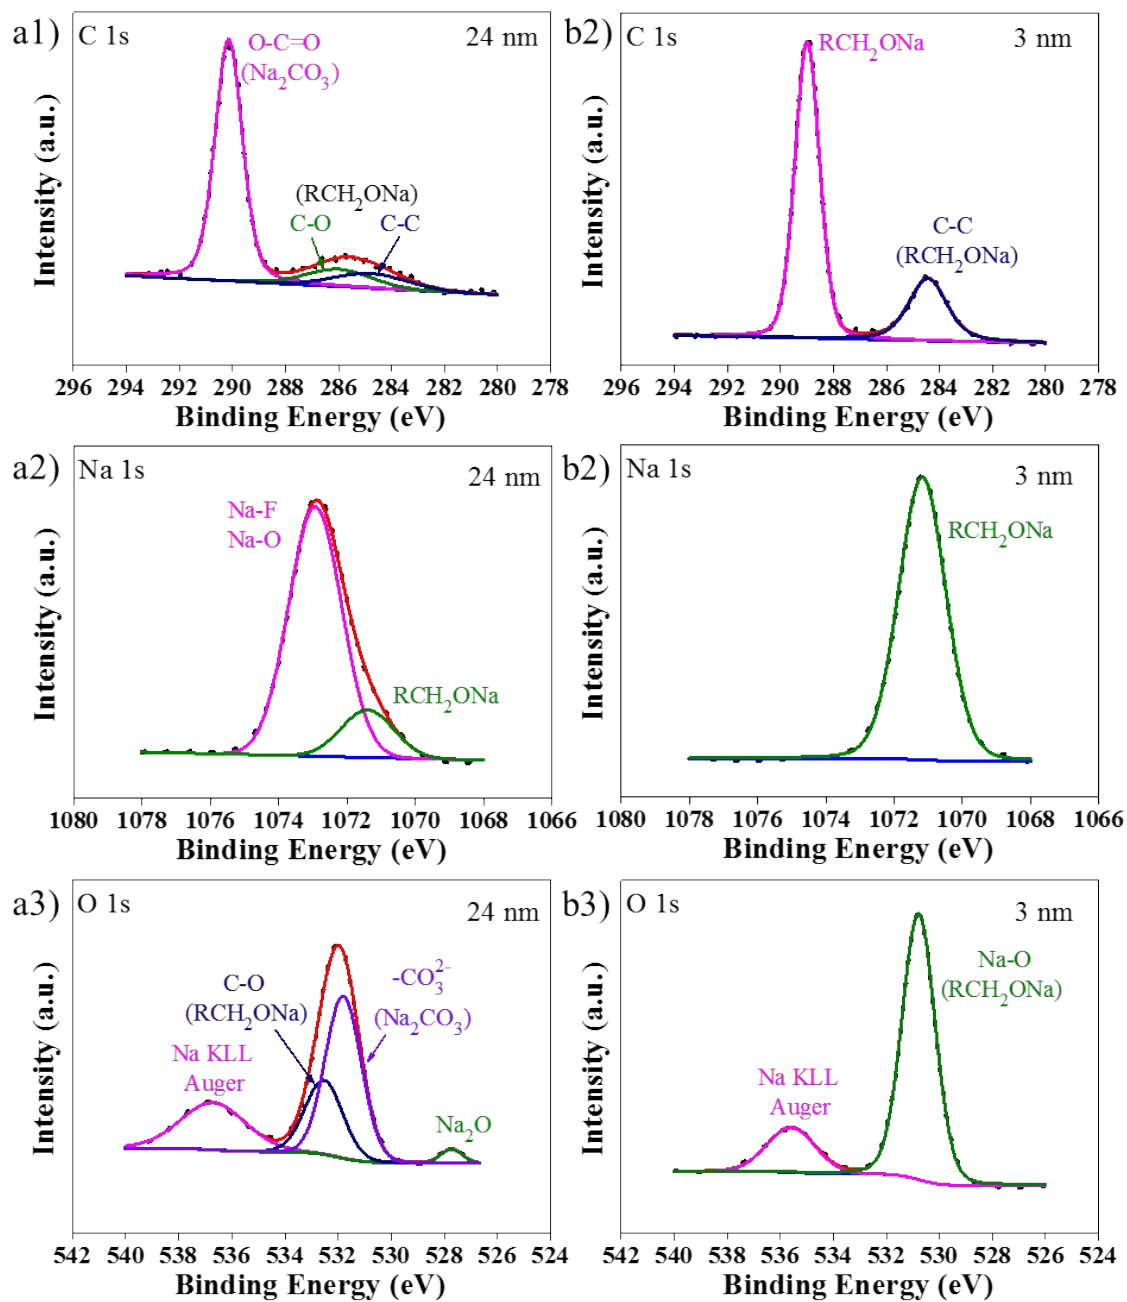 a1) C 1s 24 nm
O-C=O
(Na₂CO₃)
(RCH₂ONa)
C-O C-C
Intensity (a.u.)
296 294 292 290 288 286 284 282 280 278
Binding Energy (eV)
b2) C 1s 3 nm
RCH₂ONa
C-C
(RCH₂ONa)
Intensity (a.u.)
296 294 292 290 288 286 284 282 280 278
Binding Energy (eV)
a2) Na 1s 24 nm
Na-F
Na-O
RCH₂ONa
Intensity (a.u.)
1080 1078 1076 1074 1072 1070 1068 1066
Binding Energy (eV)
b2) Na 1s 3 nm
RCH₂ONa
Intensity (a.u.)
1080 1078 1076 1074 1072 1070 1068 1066
Binding Energy (eV)
a3) O 1s 24 nm
C-O
(RCH₂ONa)
-CO₃²⁻
(Na₂CO₃)
Na KLL
Auger
Na₂O
Intensity (a.u.)
542 540 538 536 534 532 530 528 526 524
Binding Energy (eV)
b3) O 1s 3 nm
Na-O
(RCH₂ONa)
Na KLL
Auger
Intensity (a.u.)
542 540 538 536 534 532 530 528 526 524
Binding Energy (eV)